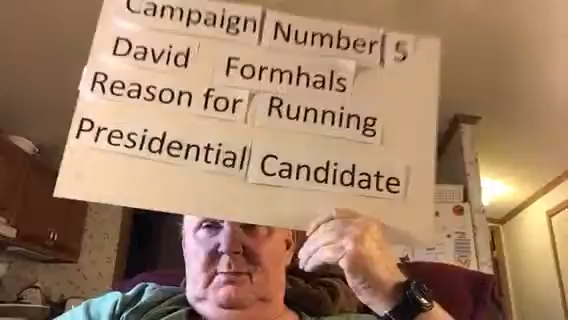 Campaign Number 5
David Formhals
Reason for Running
Presidential Candidate